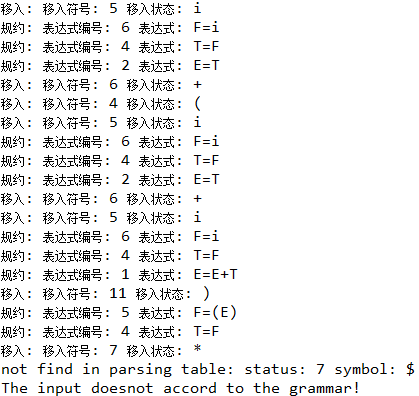 移入: 移入符号: 5 移入状态: i
规约: 表达式编号: 6 表达式: F=i
规约: 表达式编号: 4 表达式: T=F
规约: 表达式编号: 2 表达式: E=T
移入: 移入符号: 6 移入状态: +
移入: 移入符号: 4 移入状态: (
移入: 移入符号: 5 移入状态: i
规约: 表达式编号: 6 表达式: F=i
规约: 表达式编号: 4 表达式: T=F
规约: 表达式编号: 2 表达式: E=T
移入: 移入符号: 6 移入状态: +
移入: 移入符号: 5 移入状态: i
规约: 表达式编号: 6 表达式: F=i
规约: 表达式编号: 4 表达式: T=F
规约: 表达式编号: 1 表达式: E=E+T
移入: 移入符号: 11 移入状态: )
规约: 表达式编号: 5 表达式: F=(E)
规约: 表达式编号: 4 表达式: T=F
移入: 移入符号: 7 移入状态: *
not find in parsing table: status: 7 symbol: $
The input doesnot accord to the grammar!